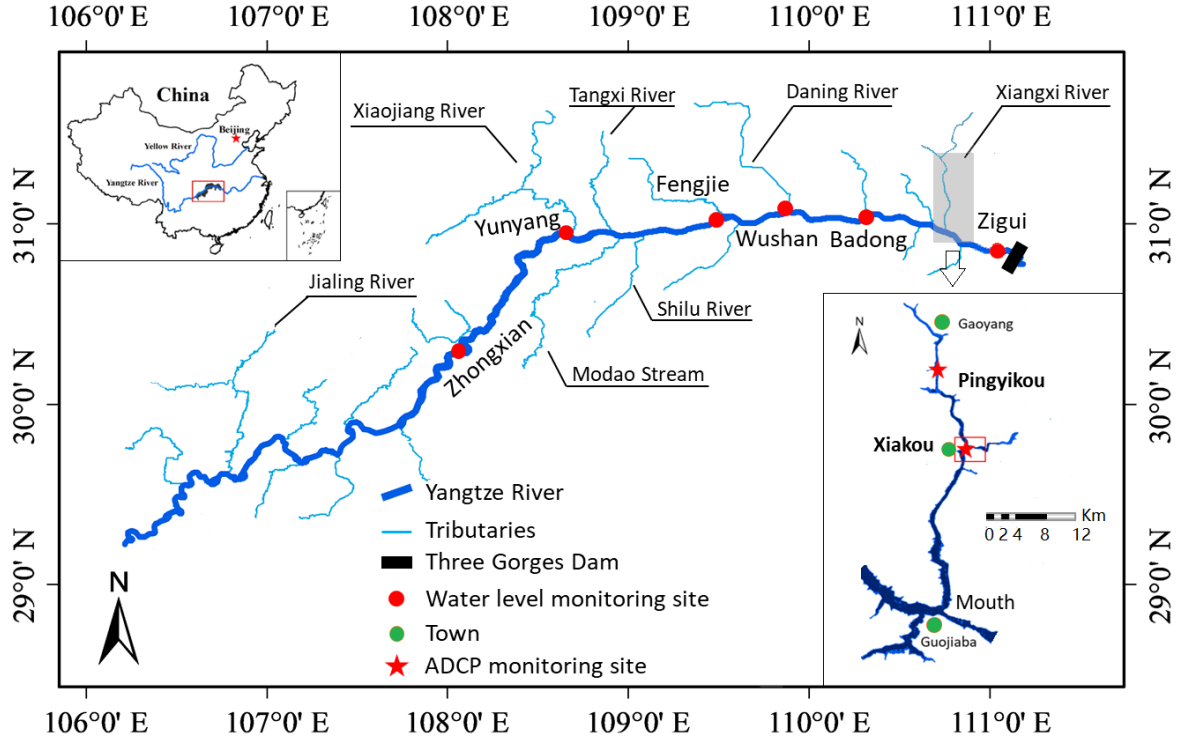 106°0' E 107°0' E 108°0' E 109°0' E 110°0' E 111°0' E
China
Beijing
Yellow River
Yangtze River
Xiaojiang River
Tangxi River
Daning River
Xiangxi River
31°0' N
31°0' N
Yunyang
Fengjie
Wushan
Badong
Zigui
Jialing River
Shilu River
Zhongxian
Modao Stream
30°0' N
30°0' N
N
Gaoyang
Pingyikou
Xiakou
Km
0 2 4 8 12
Mouth
Guojiaba
Yangtze River
Tributaries
Three Gorges Dam
Water level monitoring site
Town
ADCP monitoring site
29°0' N
29°0' N
N
106°0' E 107°0' E 108°0' E 109°0' E 110°0' E 111°0' E